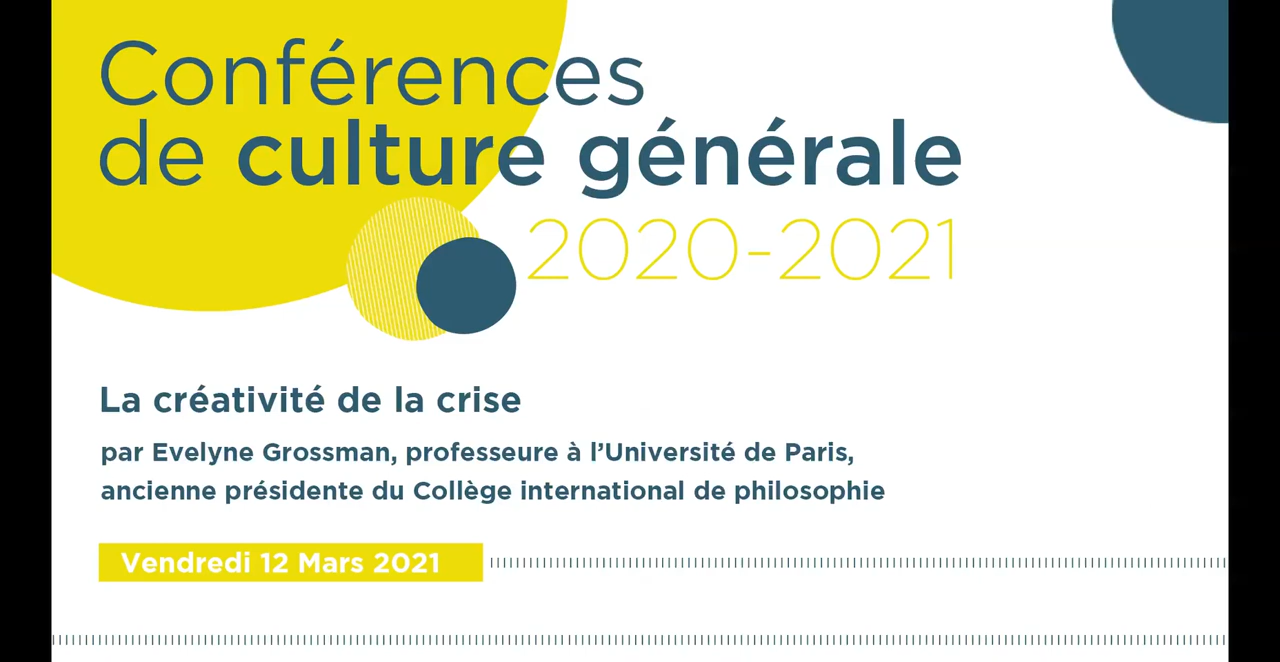 Conférences
de culture générale
2020-2021
La créativité de la crise
par Evelyne Grossman, professeure à l’Université de Paris,
ancienne présidente du Collège international de philosophie
Vendredi 12 Mars 2021